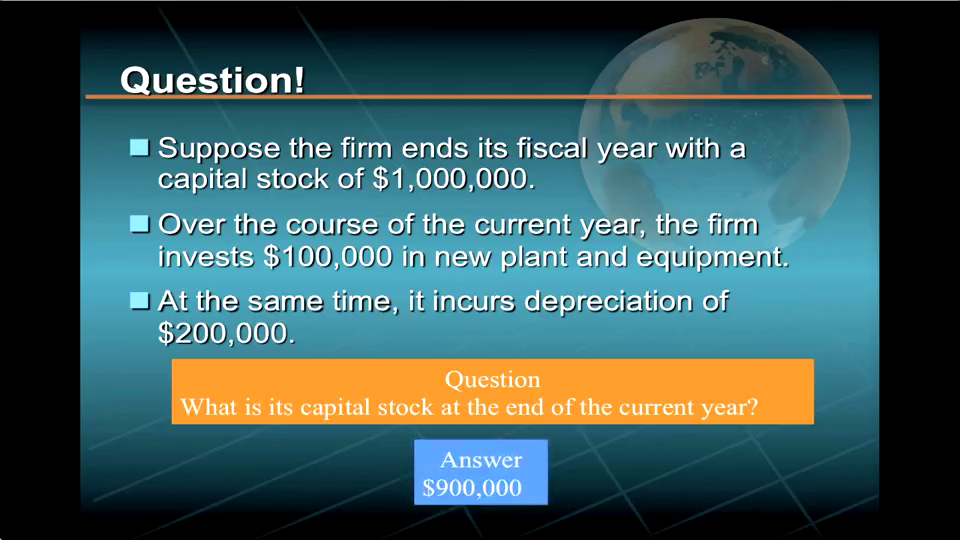 Question!
Suppose the firm ends its fiscal year with a
capital stock of $1,000,000.
Over the course of the current year, the firm
invests $100,000 in new plant and equipment.
At the same time, it incurs depreciation of
$200,000.
Question
What is its capital stock at the end of the current year?
Answer
$900,000